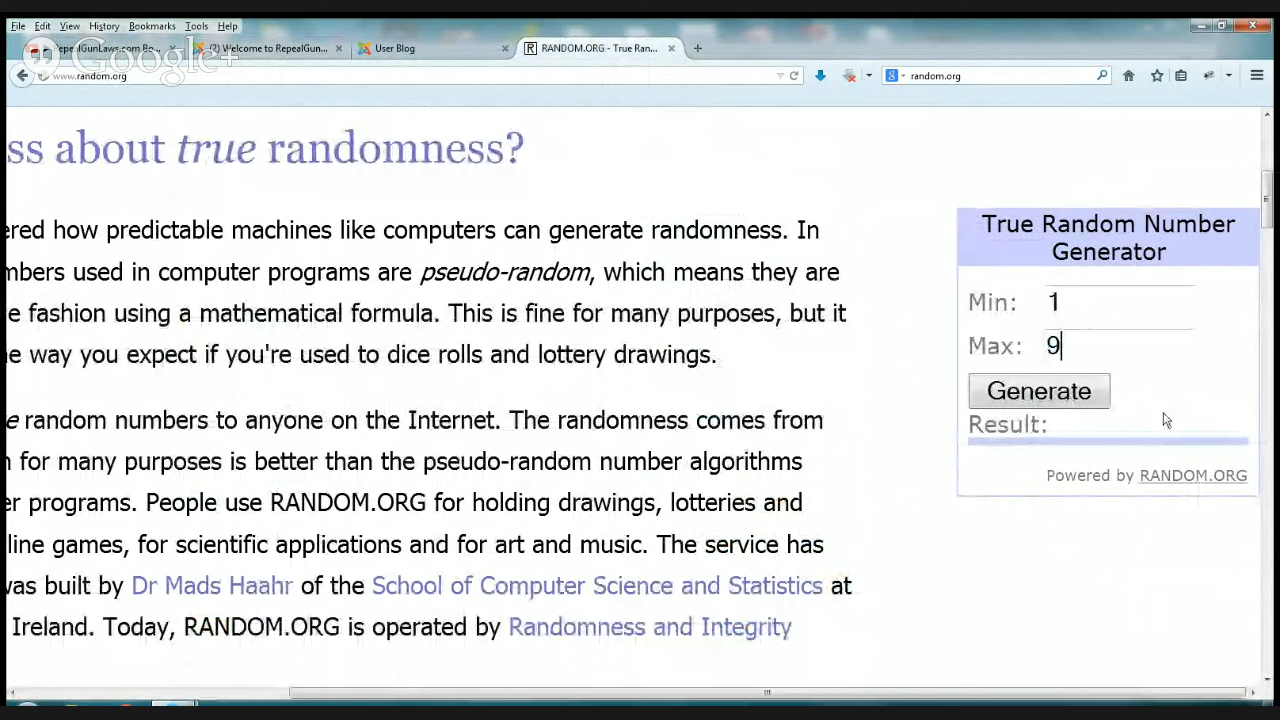 File Edit View History Bookmarks Tools Help
RepealGunLaws.com Bo...
(2) Welcome to RepealGun...
User Blog
RANDOM.ORG - True Ran...
Google+
www.random.org
random.org
ss about true randomness?
ered how predictable machines like computers can generate randomness. In
mbers used in computer programs are pseudo-random, which means they are
e fashion using a mathematical formula. This is fine for many purposes, but it
he way you expect if you're used to dice rolls and lottery drawings.
e random numbers to anyone on the Internet. The randomness comes from
h for many purposes is better than the pseudo-random number algorithms
er programs. People use RANDOM.ORG for holding drawings, lotteries and
line games, for scientific applications and for art and music. The service has
was built by Dr Mads Haahr of the School of Computer Science and Statistics at
Ireland. Today, RANDOM.ORG is operated by Randomness and Integrity
True Random Number
Generator
Min: 1
Max: 9
Generate
Result:
Powered by RANDOM.ORG